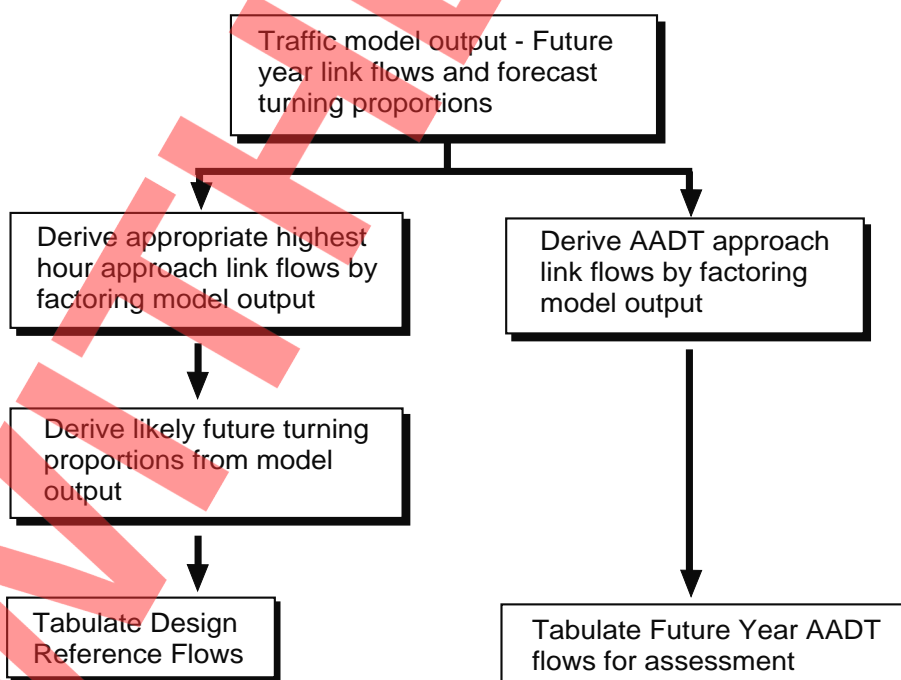 Traffic model output - Future
year link flows and forecast
turning proportions
Derive appropriate highest
hour approach link flows by
factoring model output
Derive AADT approach
link flows by factoring
model output
Derive likely future turning
proportions from model
output
Tabulate Design
Reference Flows
Tabulate Future Year AADT
flows for assessment